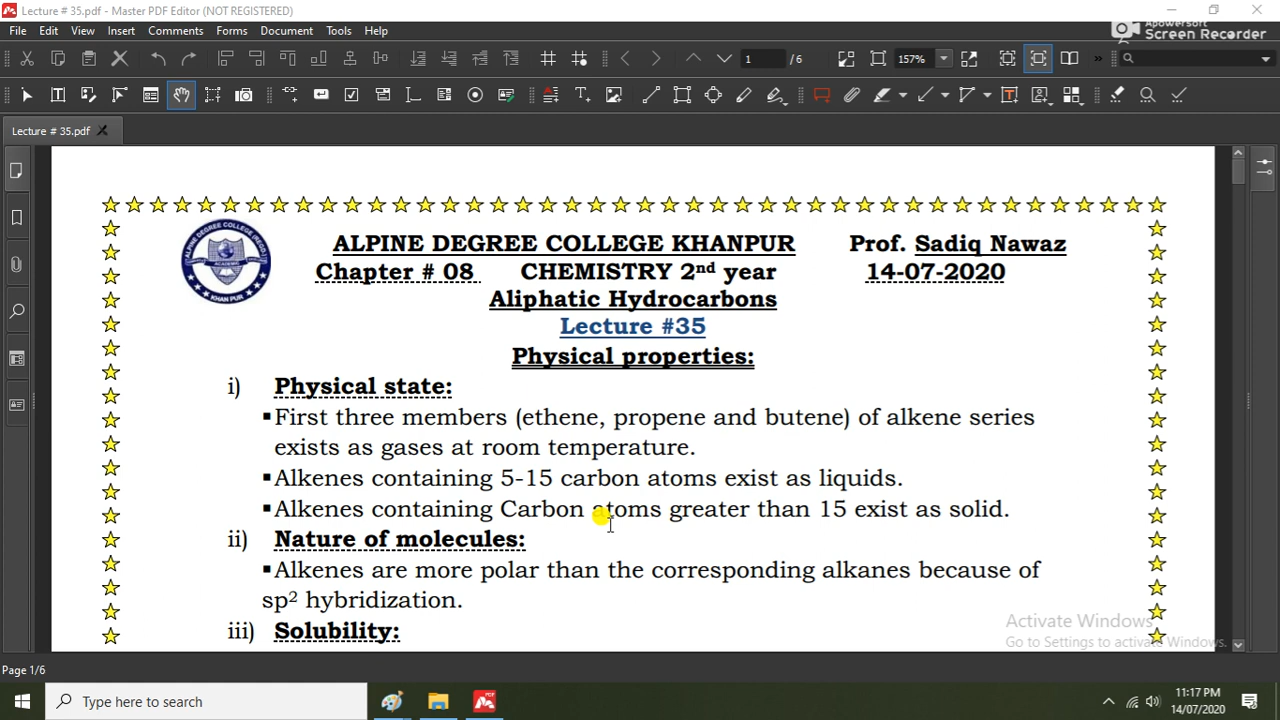 Lecture # 35.pdf - Master PDF Editor (NOT REGISTERED)
File Edit View Insert Comments Forms Document Tools Help
Apowersoft
Screen Recorder
1 / 6 157%
Lecture # 35.pdf
ALPINE DEGREE COLLEGE KHANPUR Prof. Sadiq Nawaz
Chapter # 08 CHEMISTRY 2nd year 14-07-2020
Aliphatic Hydrocarbons
Lecture #35
Physical properties:
i) Physical state:
▪First three members (ethene, propene and butene) of alkene series
exists as gases at room temperature.
▪Alkenes containing 5-15 carbon atoms exist as liquids.
▪Alkenes containing Carbon atoms greater than 15 exist as solid.
ii) Nature of molecules:
▪Alkenes are more polar than the corresponding alkanes because of
sp² hybridization.
iii) Solubility:
Activate Windows
Go to Settings to activate Windows.
Page 1/6
Type here to search
11:17 PM
14/07/2020